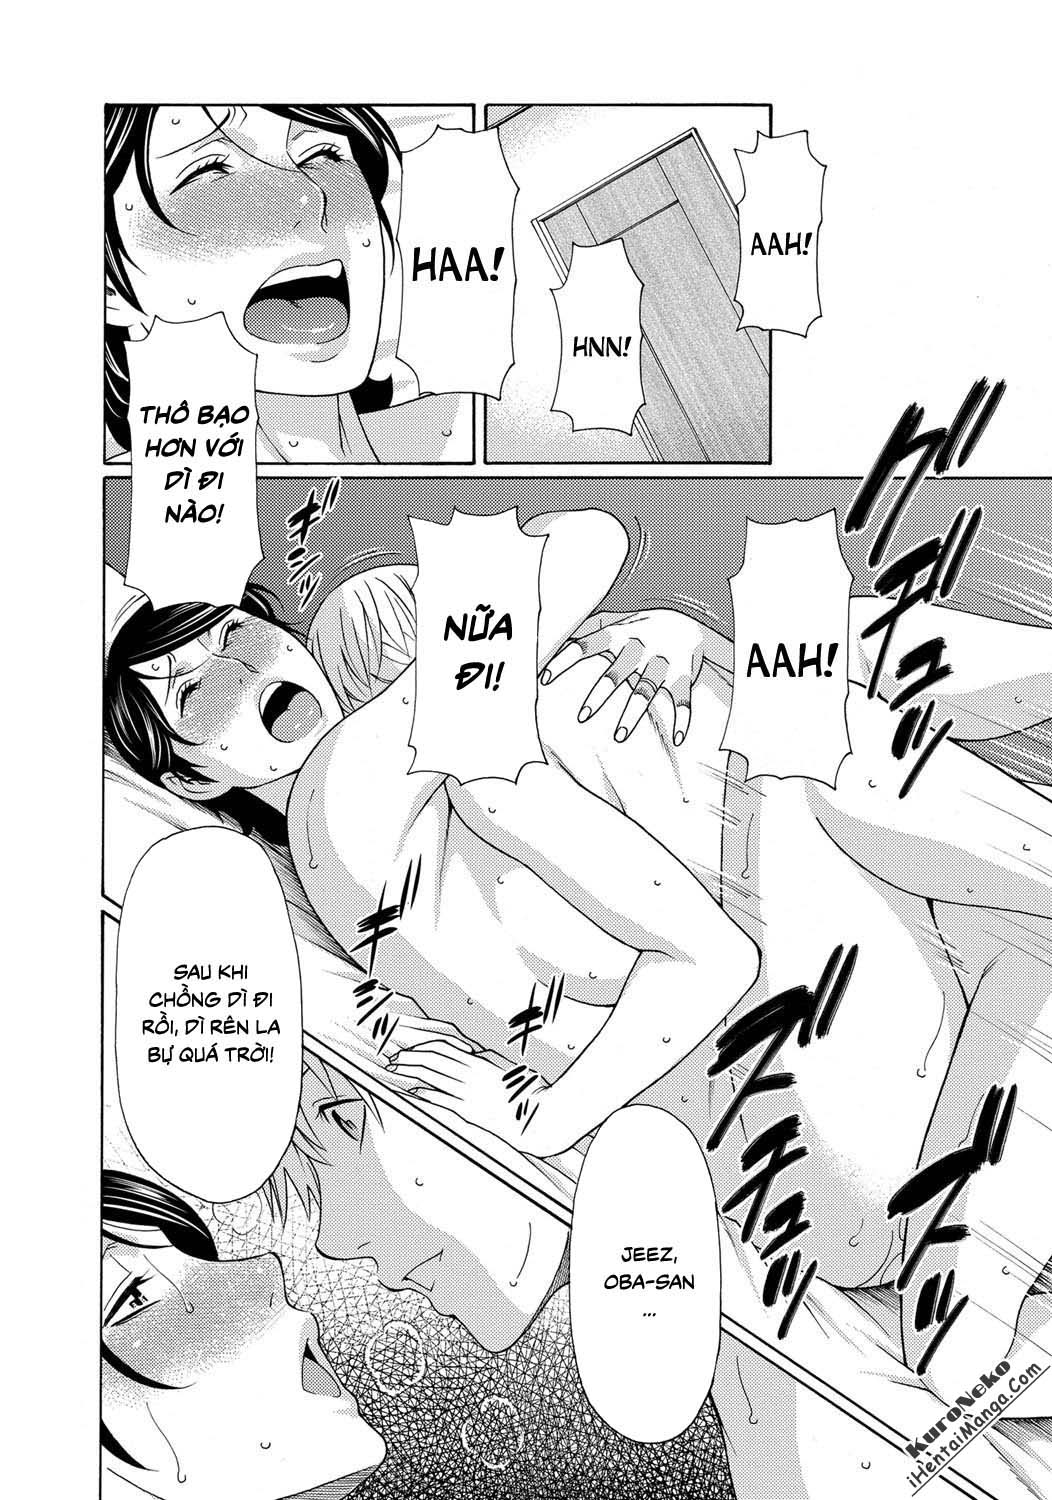 AAH!
HNN!
HAA!
THÔ BẠO
HƠN VỚI
DÌ ĐI
NÀO!
AAH!
NỮA
ĐI!
JEEZ,
OBA-SAN
...
SAU KHI
CHỒNG DÌ ĐI
RỒI, DÌ RÊN LA
BỰ QUÁ TRỜI!
KuroNeko
iHentaiManga.Com